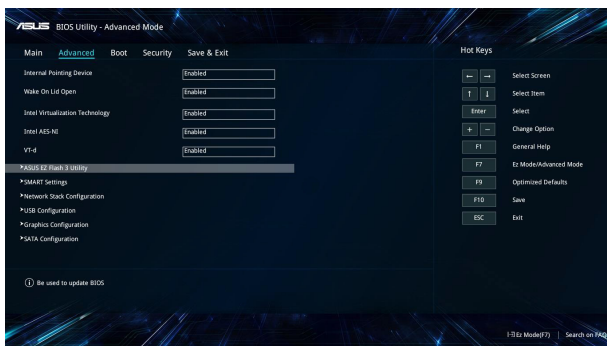 ASUS BIOS Utility - Advanced Mode
Main Advanced Boot Security Save & Exit
Internal Pointing Device Enabled
Wake On Lid Open Enabled
Intel Virtualization Technology Enabled
Intel AES-NI Enabled
VT-d Enabled
ASUS EZ Flash 3 Utility
SMART Settings
Network Stack Configuration
USB Configuration
Graphics Configuration
SATA Configuration
Be used to update BIOS
Hot Keys
← → Select Screen
↑ ↓ Select Item
Enter Select
+ − Change Option
F1 General Help
F7 Ez Mode/Advanced Mode
F9 Optimized Defaults
F10 Save
ESC Exit
Ez Mode(F7) | Search on FAQ